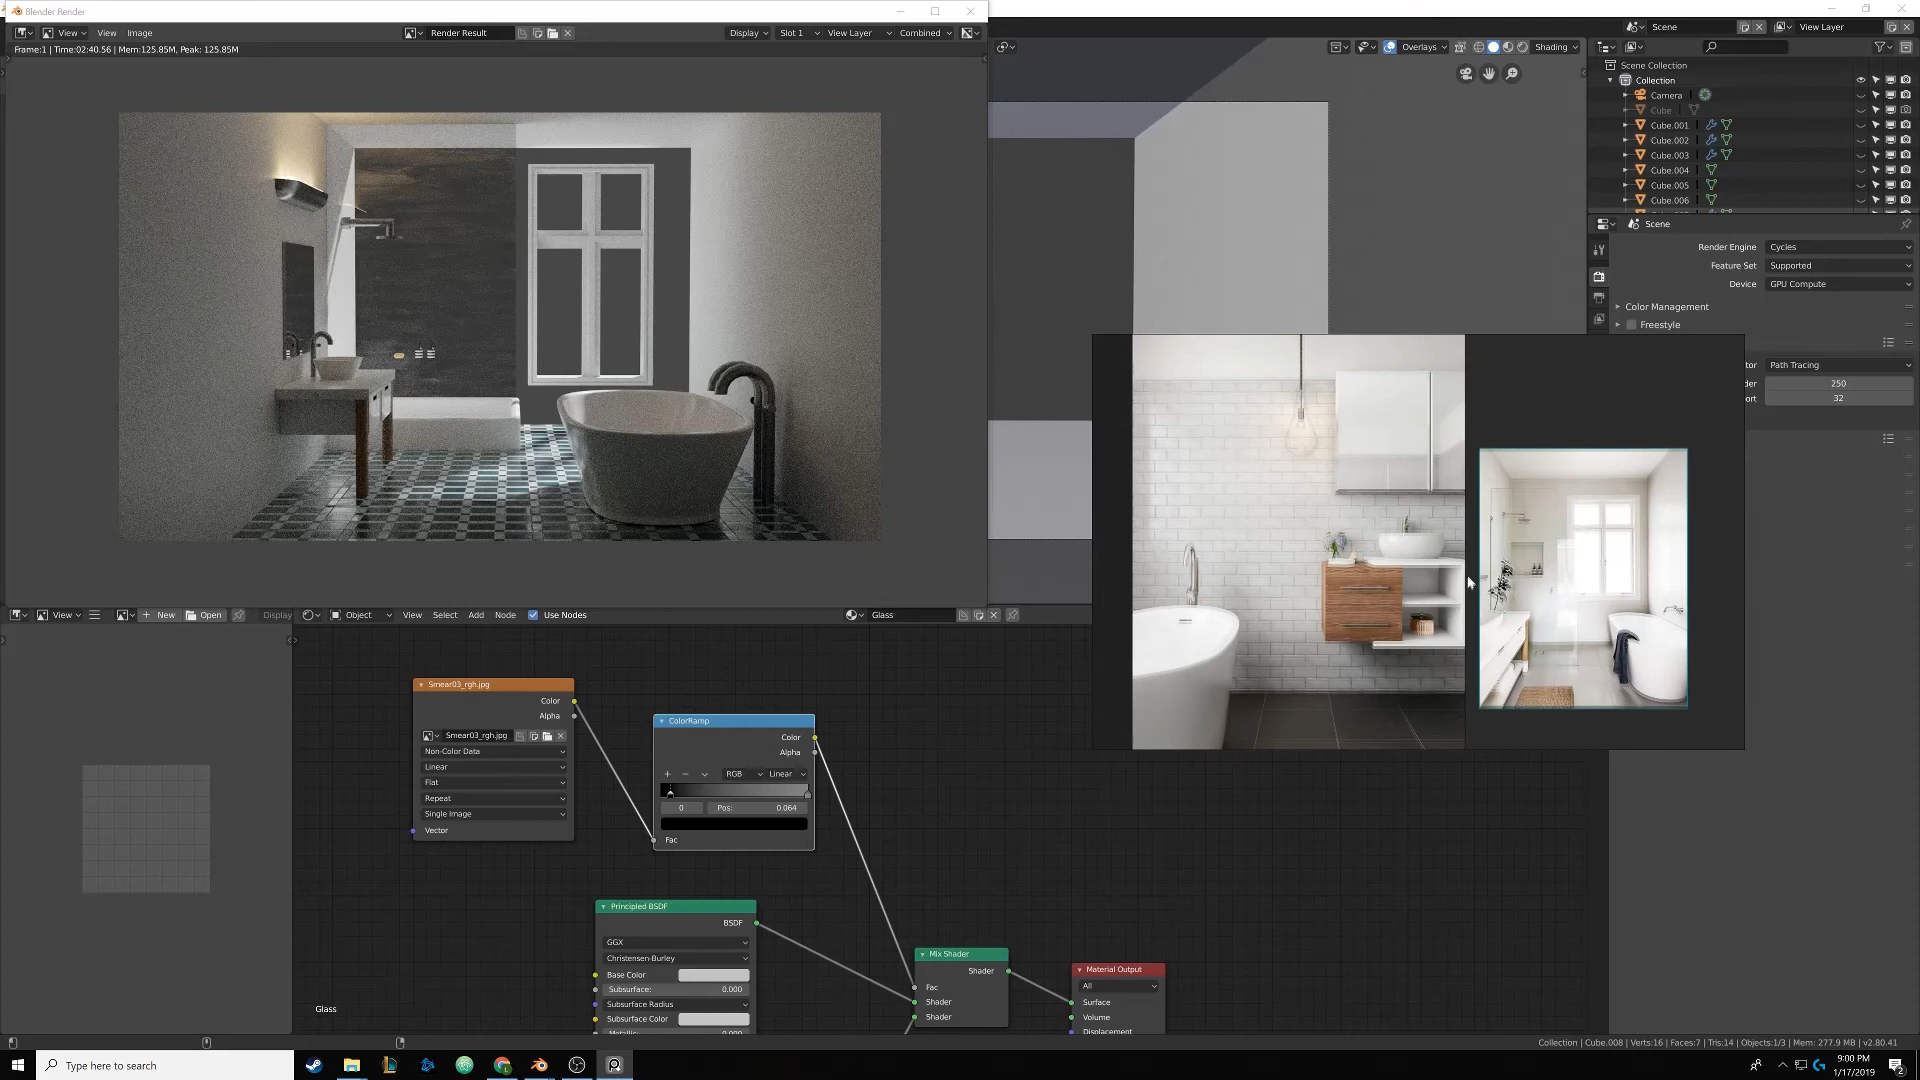 Blender Render
View
View
Image
Render Result
Display
Slot 1
View Layer
Combined
Frame:1 | Time:02:40.56 | Mem:125.85M, Peak: 125.85M
Overlays
Shading
Scene
View Layer
Scene Collection
Collection
Camera
Cube
Cube.001
Cube.002
Cube.003
Cube.004
Cube.005
Cube.006
Scene
Render Engine
Cycles
Feature Set
Supported
Device
GPU Compute
Color Management
Freestyle
tor
Path Tracing
der
250
ort
32
View
New
Open
Display
Object
View
Select
Add
Node
Use Nodes
Glass
Smear03_rgh.jpg
Color
Alpha
Smear03_rgh.jpg
Non-Color Data
Linear
Flat
Repeat
Single Image
Vector
ColorRamp
Color
Alpha
RGB
Linear
0
Pos:
0.064
Fac
Principled BSDF
BSDF
GGX
Christensen-Burley
Base Color
Subsurface:
0.000
Subsurface Radius
Subsurface Color
Metallic:
0.000
Mix Shader
Shader
Fac
Shader
Shader
Material Output
All
Surface
Volume
Displacement
Glass
Collection | Cube.008 | Verts:16 | Faces:7 | Tris:14 | Objects:1/3 | Mem: 277.9 MB | v2.80.41
Type here to search
9:00 PM
1/17/2019
2